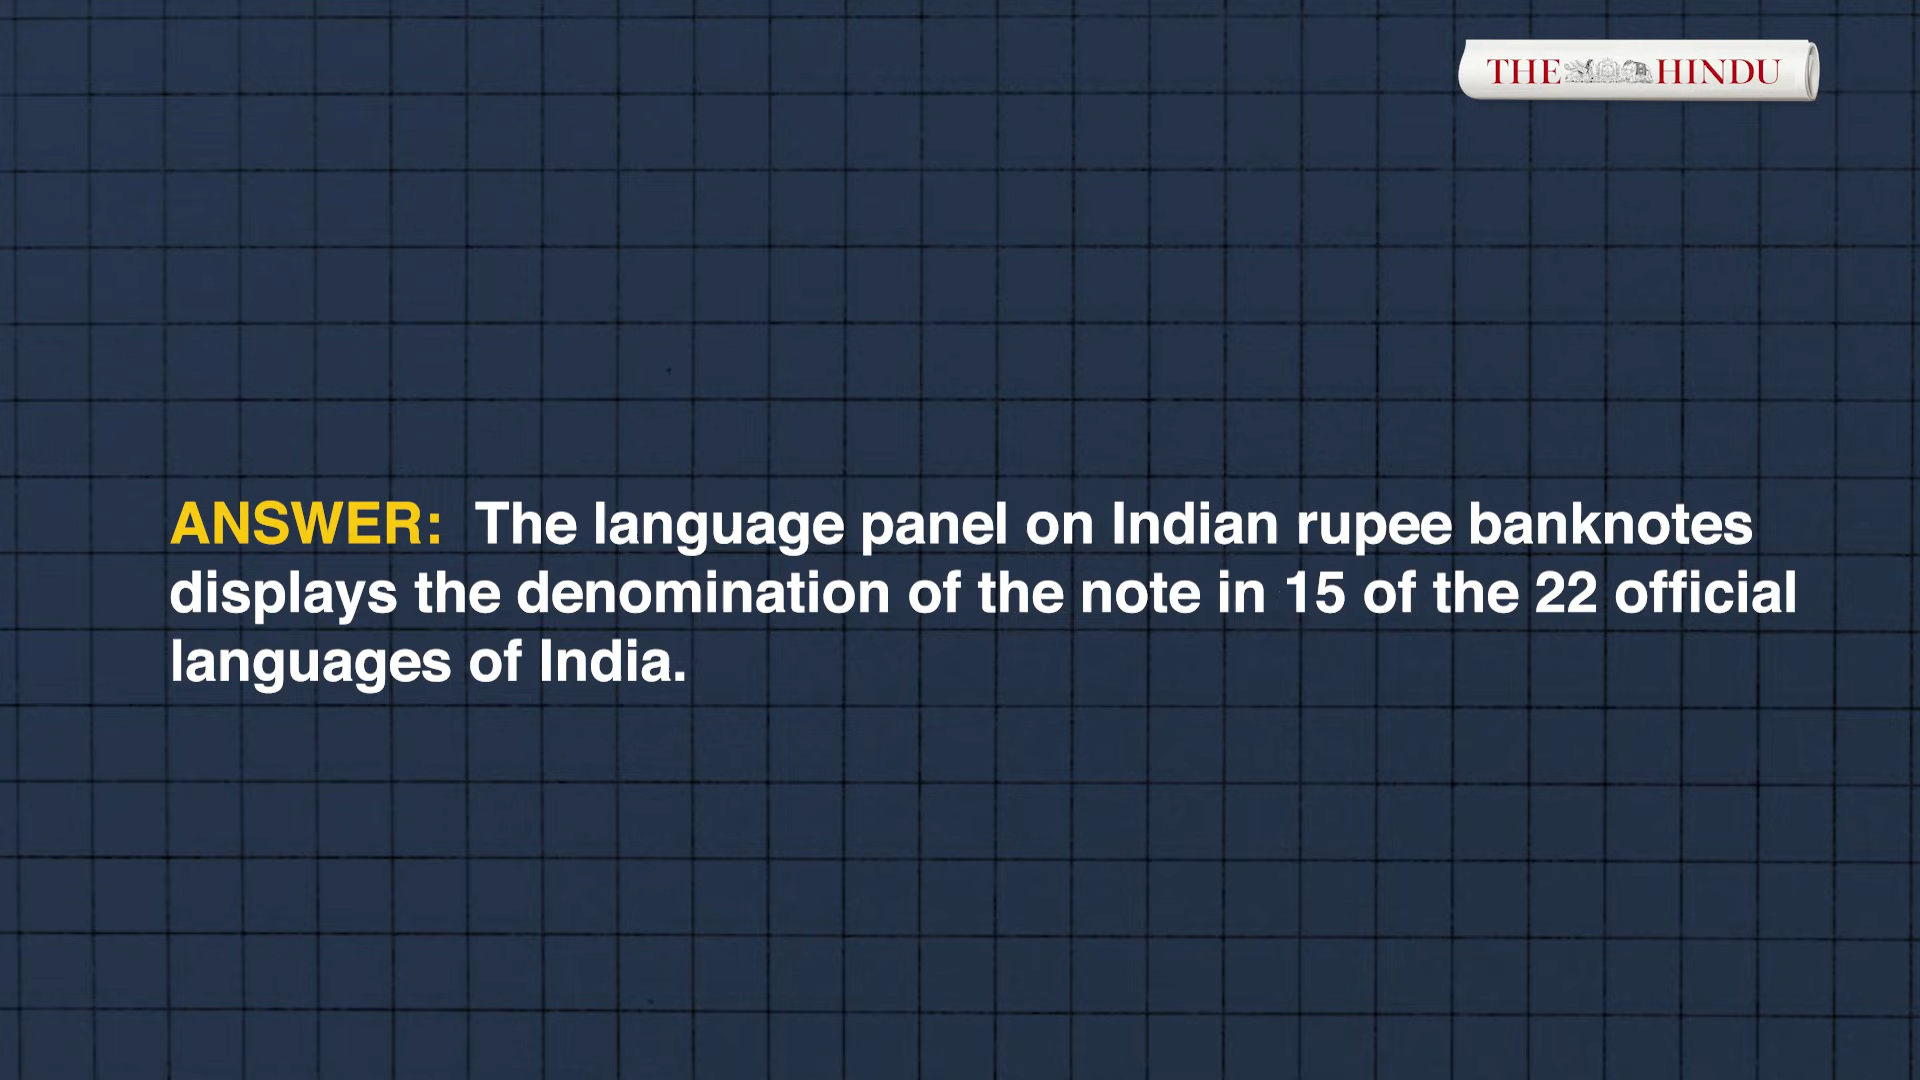 THE HINDU
ANSWER: The language panel on Indian rupee banknotes
displays the denomination of the note in 15 of the 22 official
languages of India.